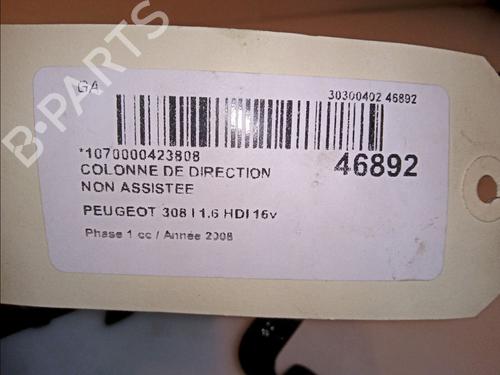 B-PARTS
GA
30300402 46892
*1070000423808
46892
COLONNE DE DIRECTION
NON ASSISTEE
PEUGEOT 308 I 1.6 HDI 16v
Phase 1 cc / Année 2008